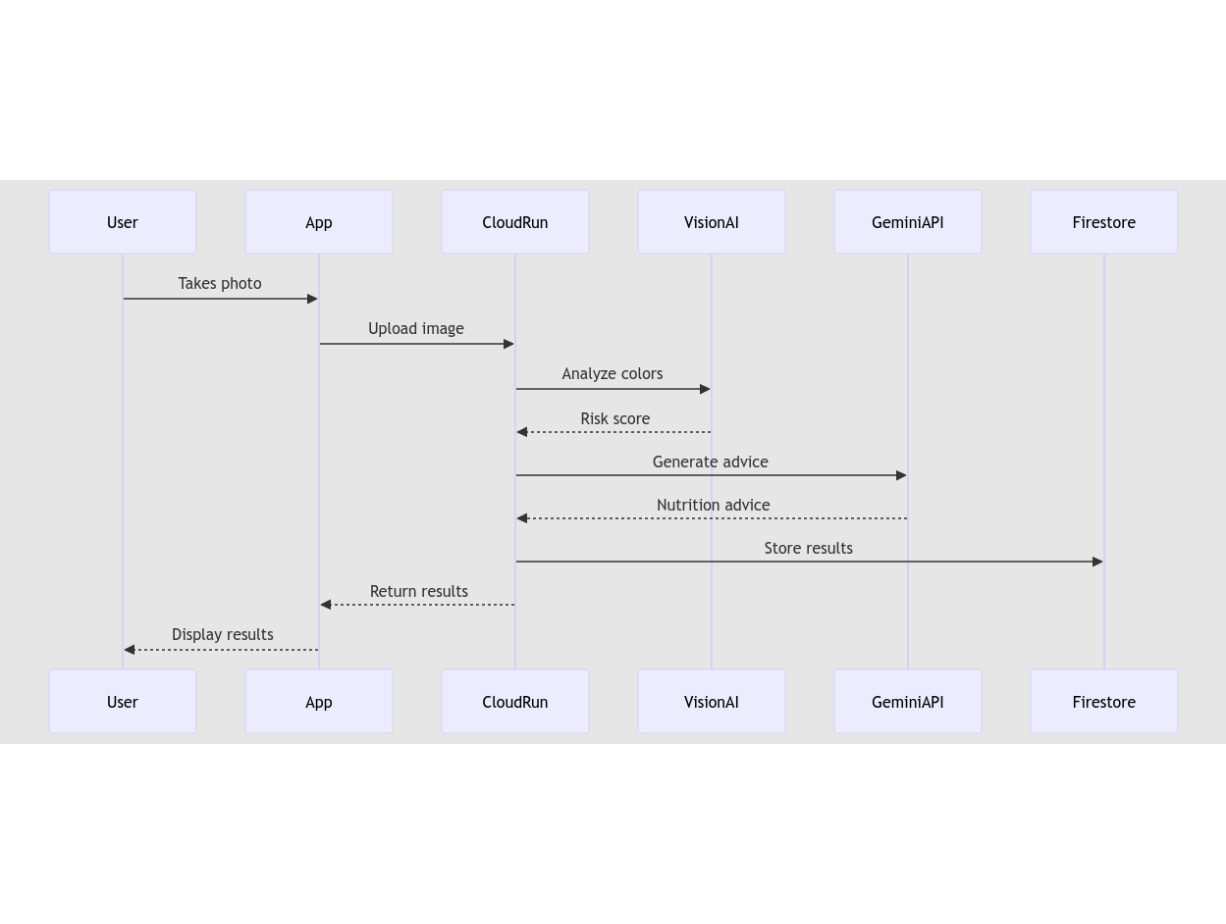 User
App
CloudRun
VisionAI
GeminiAPI
Firestore
Takes photo
Upload image
Analyze colors
Risk score
Generate advice
Nutrition advice
Store results
Return results
Display results
User
App
CloudRun
VisionAI
GeminiAPI
Firestore